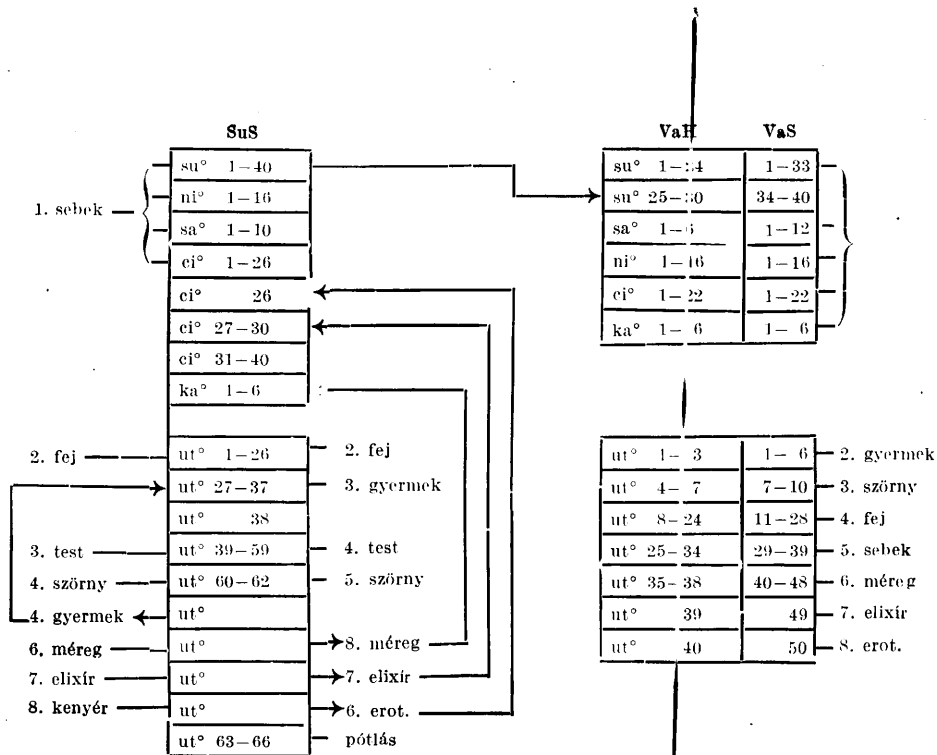 SuS VaH VaS
su° 1–40 su° 1–24 1–33
ni° 1–16 su° 25–30 34–40
1. sebek
sa° 1–10 sa° 1–6 1–12
ci° 1–26 ni° 1–16 1–16
ci° 26 ci° 1–22 1–22
ci° 27–30 ka° 1– 6 1– 6
ci° 31–40
ka° 1–6
2. fej ut° 1–26 2. fej ut° 1– 3 1– 6 2. gyermek
ut° 27–37 3. gyermek ut° 4– 7 7–10 3. szörny
ut° 38 ut° 8–24 11–28 4. fej
3. test ut° 39–59 4. test ut° 25–34 29–39 5. sebek
4. szörny ut° 60–62 5. szörny ut° 35–38 40–48 6. méreg
4. gyermek ut° ut° 39 49 7. elixír
6. méreg ut° 8. méreg ut° 40 50 8. erot.
7. elixír ut° 7. elixír
8. kenyér ut° 6. erot.
ut° 63–66 pótlás